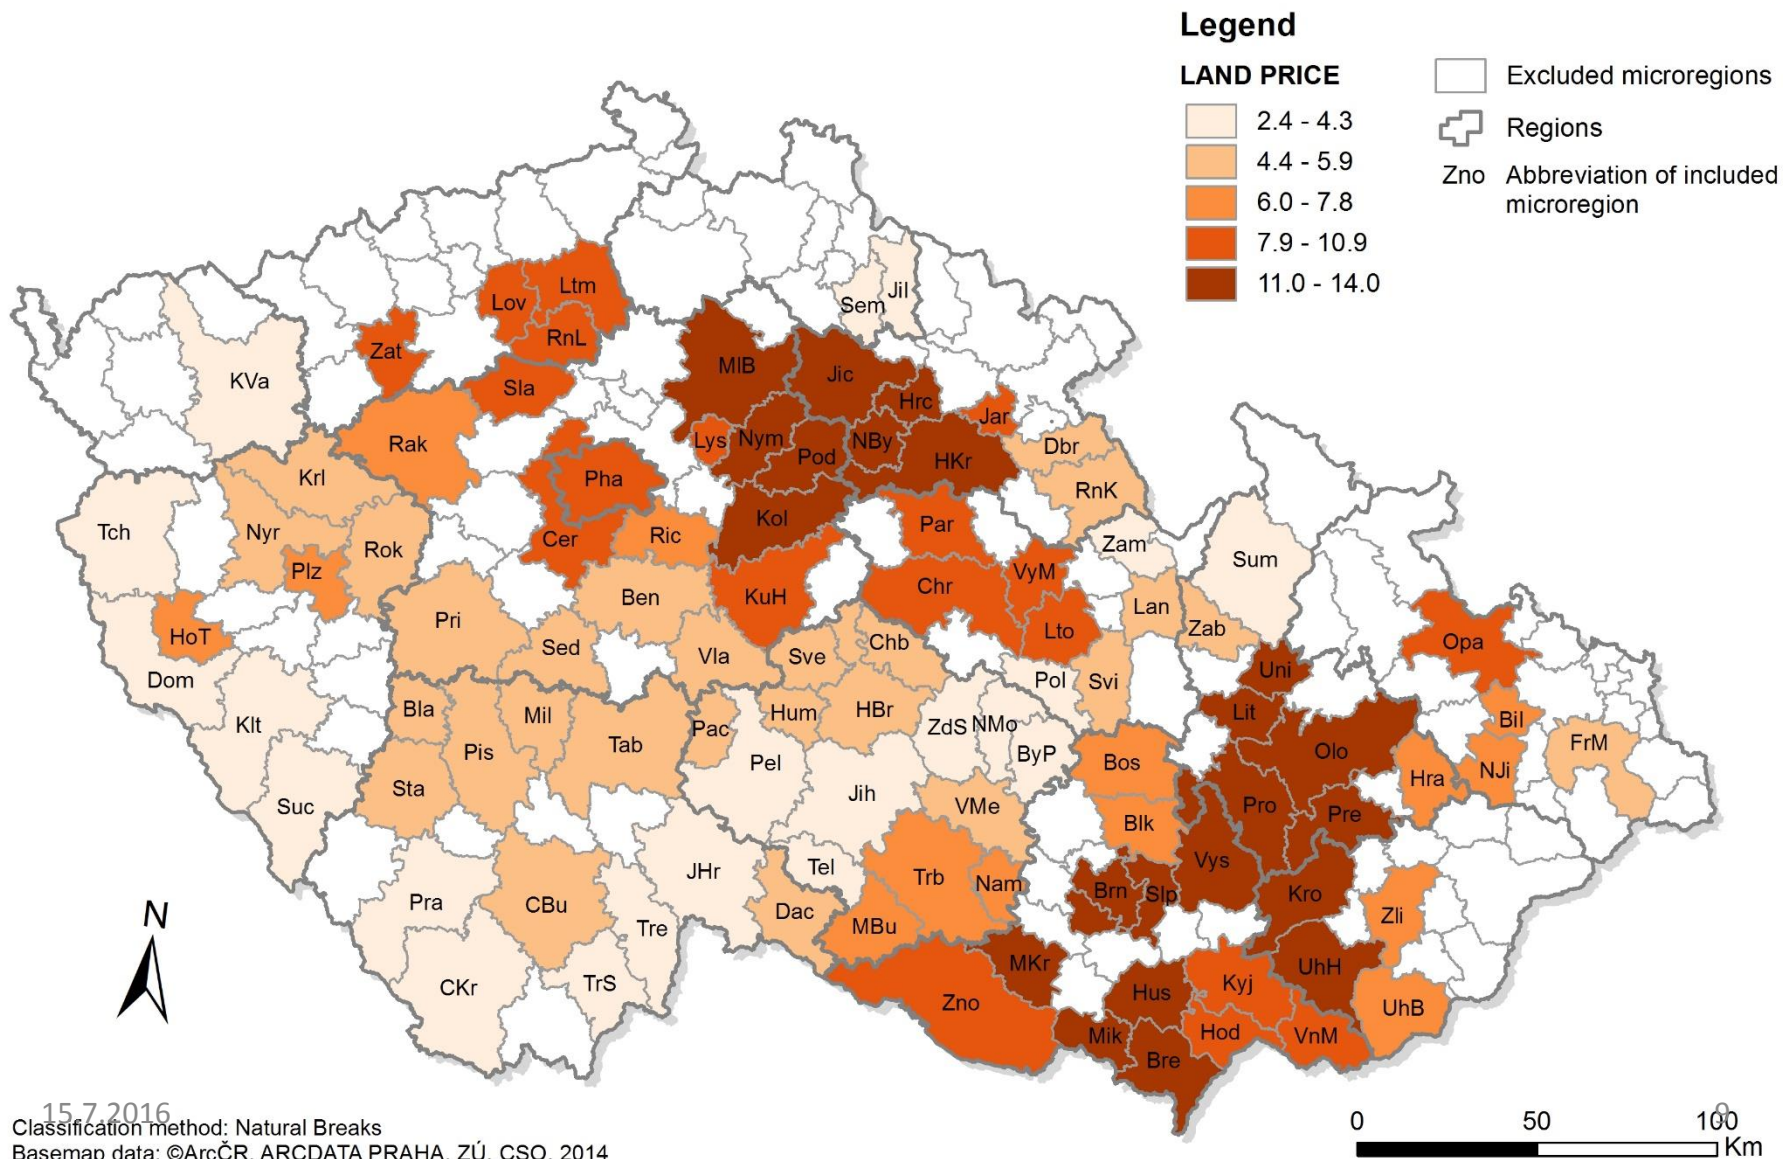 Legend
LAND PRICE
2.4 - 4.3
4.4 - 5.9
6.0 - 7.8
7.9 - 10.9
11.0 - 14.0
Excluded microregions
Regions
Zno Abbreviation of included
microregion
Ltm
Lov
RnL
Zat
Sla
KVa
Rak
Sem
Jil
MlB
Jic
Hrc
Jar
Lys
Nym
Pod
NBy
HKr
Dbr
RnK
Krl
Tch
Nyr
Rok
Plz
HoT
Pha
Cer
Ric
Kol
Par
Zam
Sum
KuH
Chr
VyM
Lto
Lan
Zab
Opa
Pri
Ben
Sed
Vla
Sve
Chb
Pol
Svi
Uni
Lit
Dom
Klt
Bla
Pis
Mil
Tab
Pac
Hum
HBr
ZdS
NMo
ByP
Bos
Olo
Bil
FrM
NJi
Hra
Suc
Sta
Pel
Jih
VMe
Blk
Pro
Pre
Vys
JHr
Tel
Trb
Nam
Brn
Slp
Kro
Zli
Pra
CBu
Tre
Dac
MBu
MKr
UhH
UhB
CKr
TrS
Zno
Hus
Kyj
Mik
Bre
Hod
VnM
N
15.7.2016
9
Classification method: Natural Breaks
Basemap data: ©ArcČR, ARCDATA PRAHA, ZÚ, CSO, 2014
0 50 100
Km